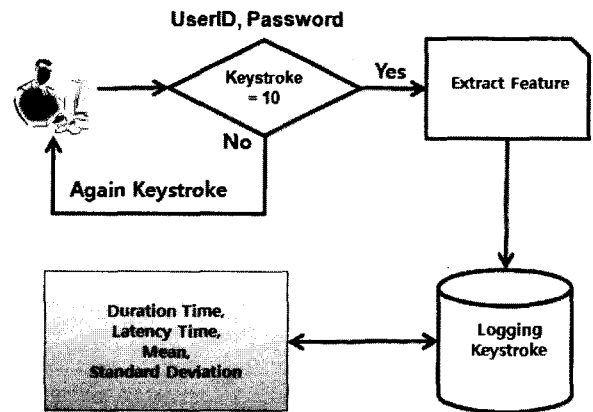 UserID, Password
Keystroke
= 10
Yes
Extract Feature
No
Again Keystroke
Duration Time,
Latency Time,
Mean,
Standard Deviation
Logging
Keystroke